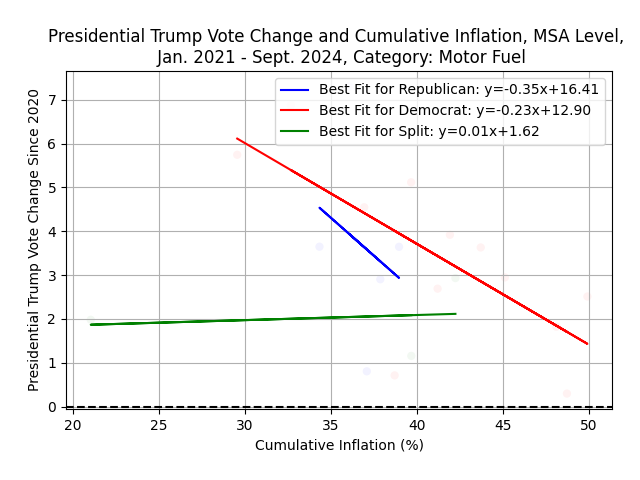 Presidential Trump Vote Change and Cumulative Inflation, MSA Level,
Jan. 2021 - Sept. 2024, Category: Motor Fuel
Best Fit for Republican: y=-0.35x+16.41
Best Fit for Democrat: y=-0.23x+12.90
Best Fit for Split: y=0.01x+1.62
Presidential Trump Vote Change Since 2020
7
6
5
4
3
2
1
0
20 25 30 35 40 45 50
Cumulative Inflation (%)